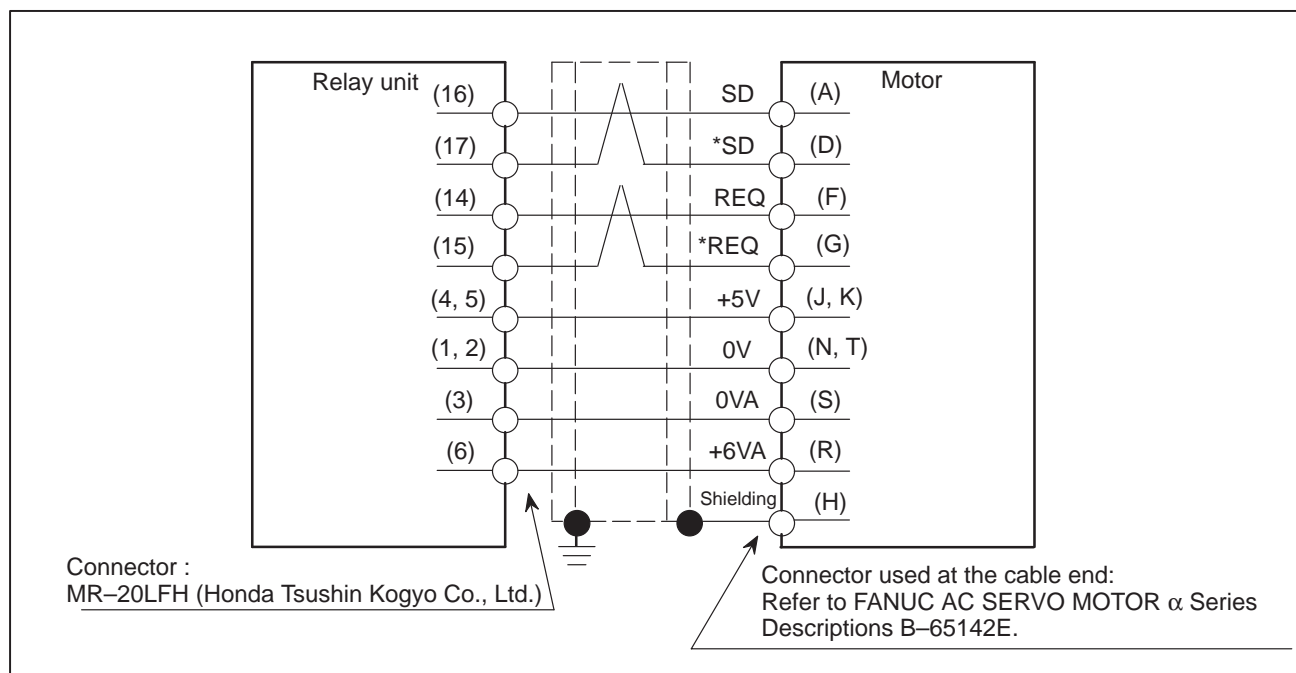 Relay unit
Motor
(16) SD (A)
(17) *SD (D)
(14) REQ (F)
(15) *REQ (G)
(4, 5) +5V (J, K)
(1, 2) 0V (N, T)
(3) 0VA (S)
(6) +6VA (R)
Shielding (H)
Connector :
MR–20LFH (Honda Tsushin Kogyo Co., Ltd.)
Connector used at the cable end:
Refer to FANUC AC SERVO MOTOR α Series
Descriptions B–65142E.